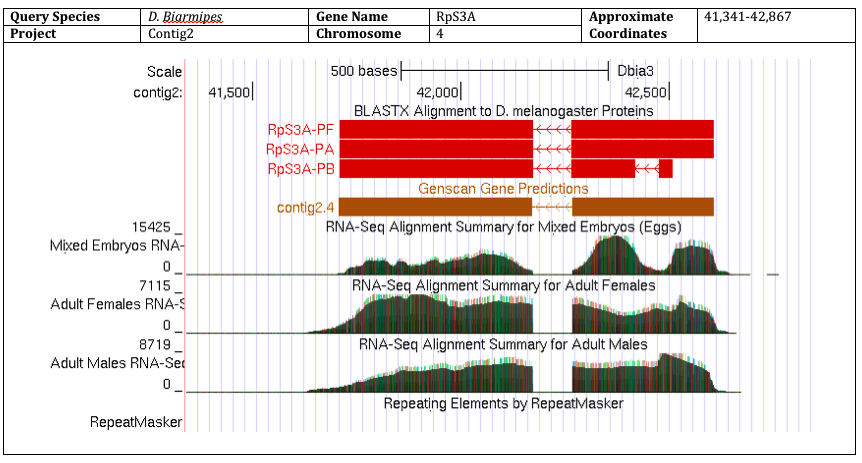 Query Species D. Biarmipes Gene Name RpS3A Approximate Coordinates 41,341-42,867
Project Contig2 Chromosome 4
Scale 500 bases Dbia3
contig2: 41,500 42,000 42,500
BLASTX Alignment to D. melanogaster Proteins
RpS3A-PF
RpS3A-PA
RpS3A-PB
Genscan Gene Predictions
contig2.4
RNA-Seq Alignment Summary for Mixed Embryos (Eggs)
15425 _
Mixed Embryos RNA-
0 _
RNA-Seq Alignment Summary for Adult Females
7115 _
Adult Females RNA-S
0 _
RNA-Seq Alignment Summary for Adult Males
8719 _
Adult Males RNA-Seq
0 _
Repeating Elements by RepeatMasker
RepeatMasker